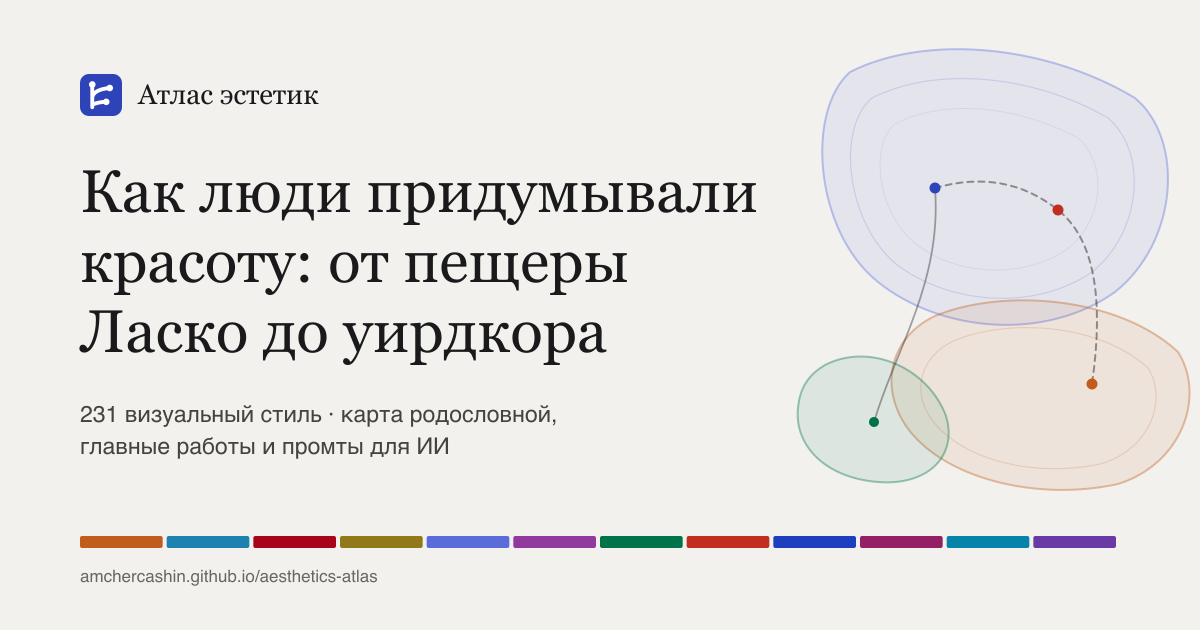 Атлас эстетик
Как люди придумывали
красоту: от пещеры
Ласко до уирдкора
231 визуальный стиль · карта родословной,
главные работы и промты для ИИ
amchercashin.github.io/aesthetics-atlas